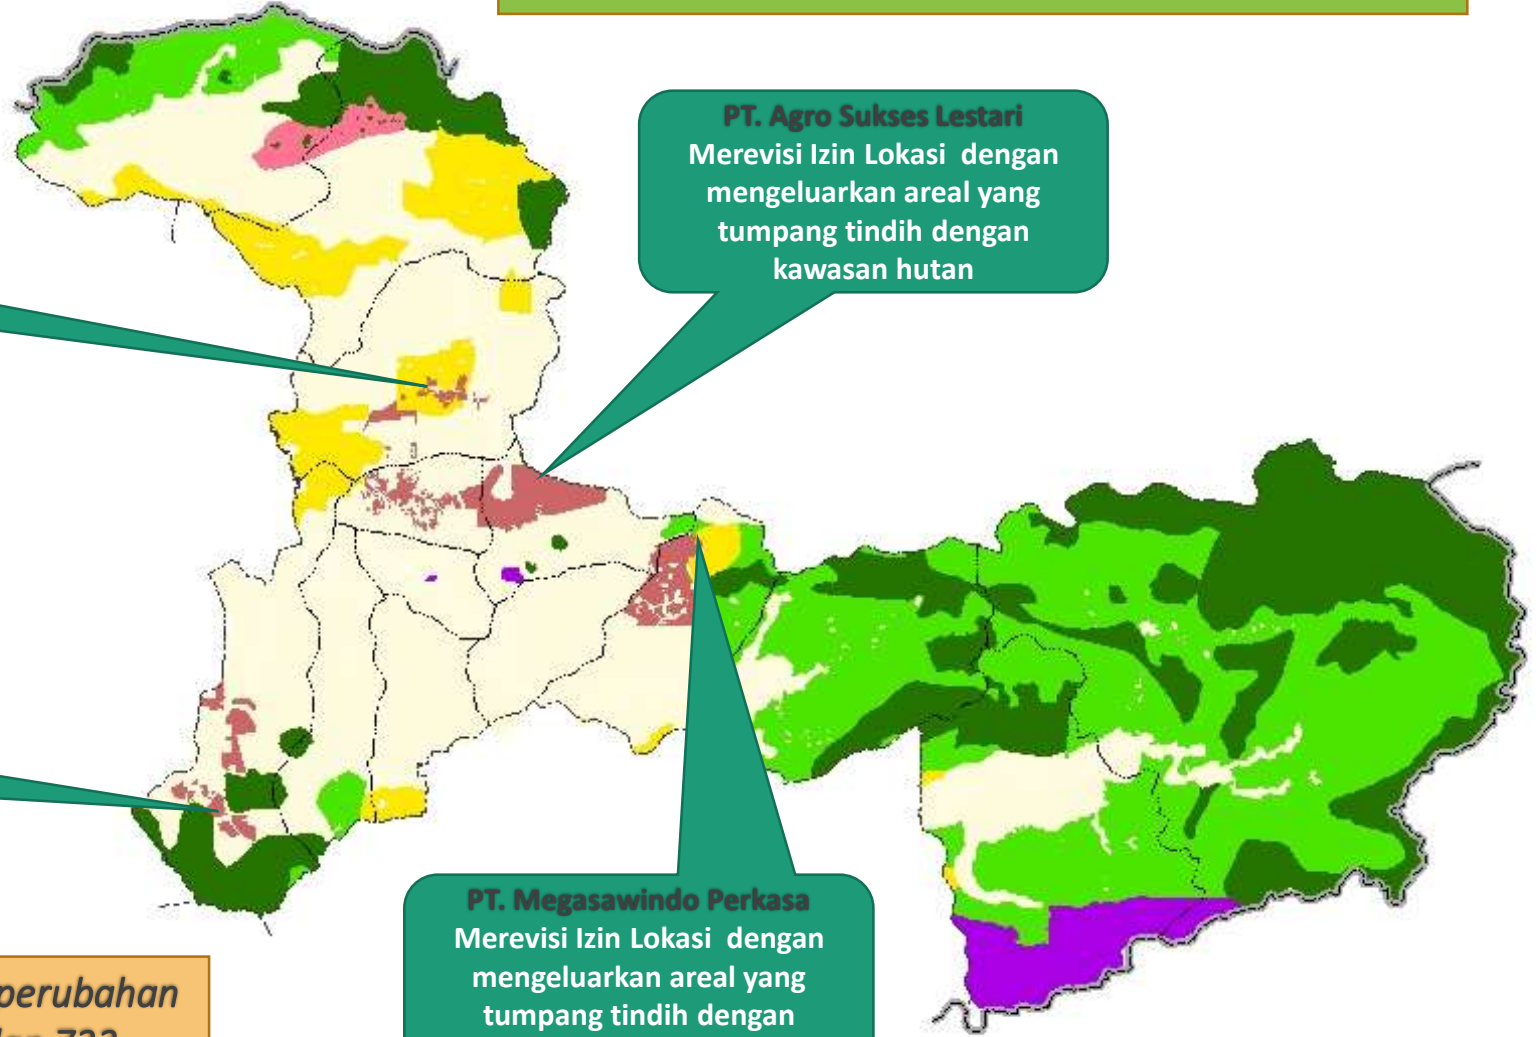 PT. Agro Sukses Lestari
Merevisi Izin Lokasi dengan
mengeluarkan areal yang
tumpang tindih dengan
kawasan hutan
PT. Megasawindo Perkasa
Merevisi Izin Lokasi dengan
mengeluarkan areal yang
tumpang tindih dengan
perubahan